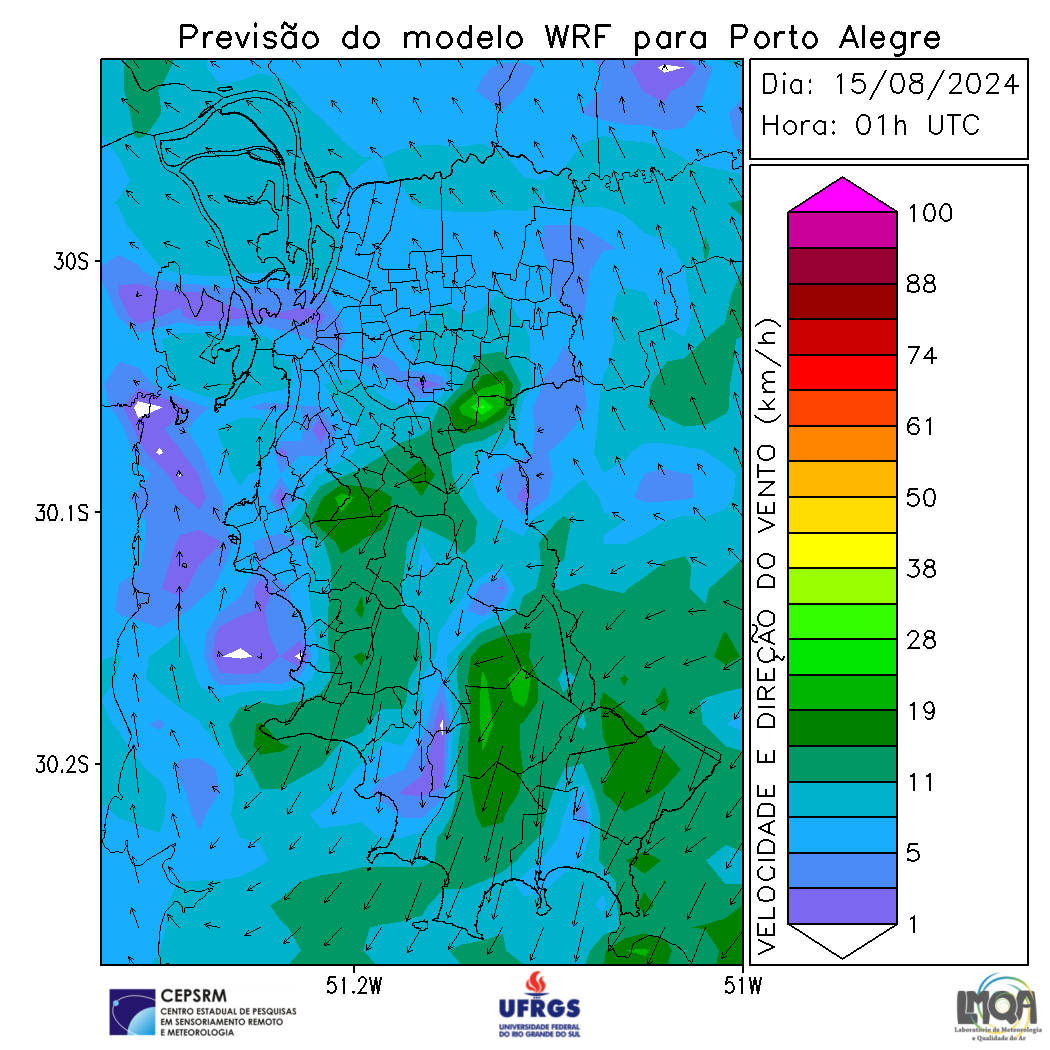 Previsão do modelo WRF para Porto Alegre
Dia: 15/08/2024
Hora: 01h UTC
30S
30.1S
30.2S
51.2W
51W
VELOCIDADE E DIREÇÃO DO VENTO (km/h)
100
88
74
61
50
38
28
19
11
5
1
CEPSRM
CENTRO ESTADUAL DE PESQUISAS
EM SENSORIAMENTO REMOTO
E METEOROLOGIA
UFRGS
UNIVERSIDADE FEDERAL
DO RIO GRANDE DO SUL
LMQA
Laboratório de Meteorologia
e Qualidade do Ar